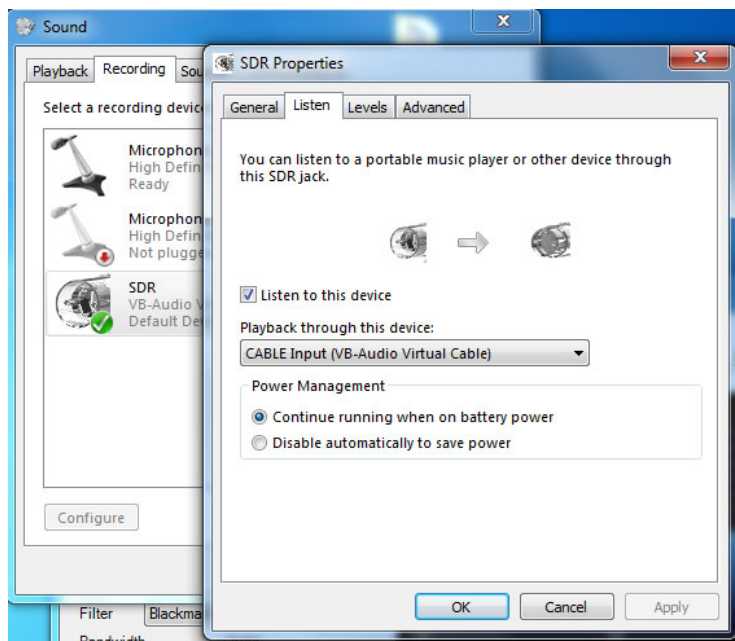 Sound
Playback Recording Sou
Select a recording device
Microphon
High Defin
Ready
Microphon
High Defin
Not plugge
SDR
VB-Audio V
Default De
Configure
SDR Properties
General Listen Levels Advanced
You can listen to a portable music player or other device through
this SDR jack.
Listen to this device
Playback through this device:
CABLE Input (VB-Audio Virtual Cable)
Power Management
Continue running when on battery power
Disable automatically to save power
OK Cancel Apply
Filter Blackma